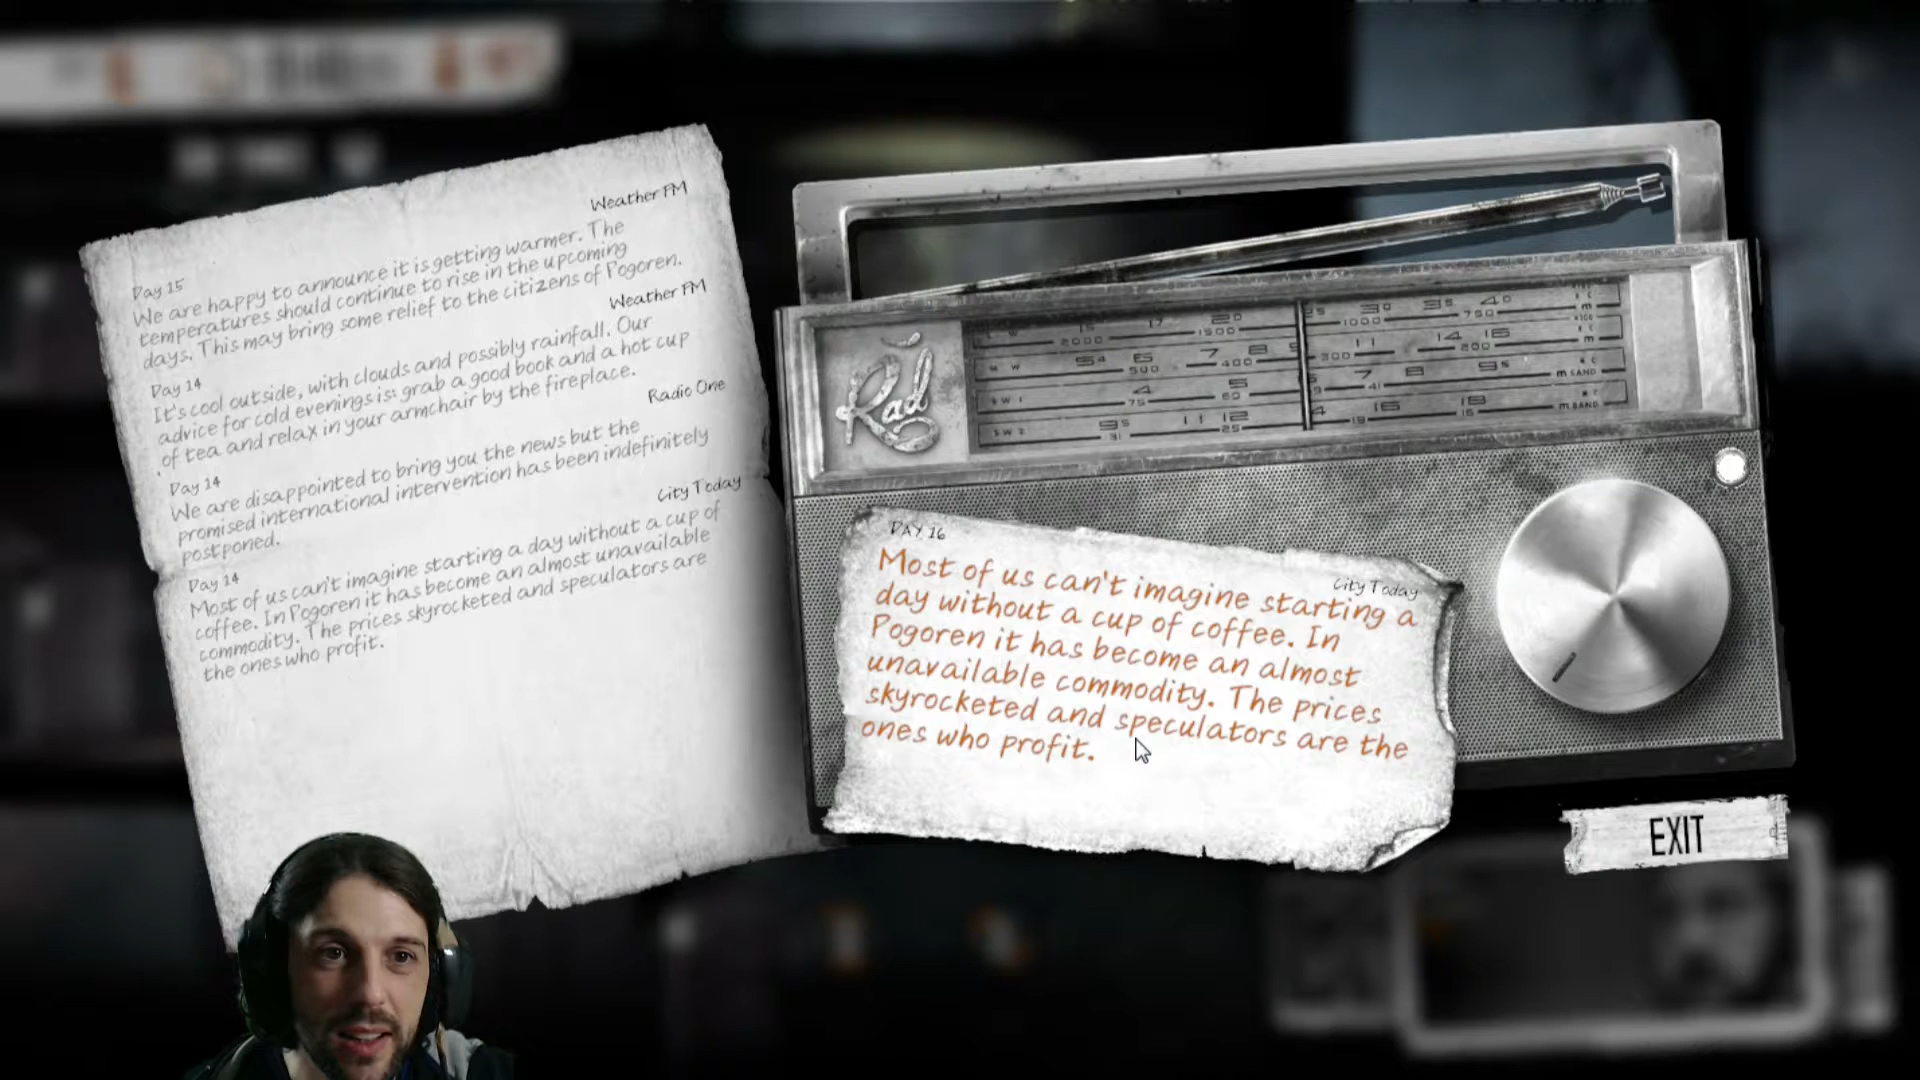 Weather FM
Day 15
We are happy to announce it is getting warmer. The
temperatures should continue to rise in the upcoming
days. This may bring some relief to the citizens of Pogoren.
Weather FM
Day 14
It's cool outside, with clouds and possibly rainfall. Our
advice for cold evenings is: grab a good book and a hot cup
of tea and relax in your armchair by the fireplace.
Radio One
Day 14
We are disappointed to bring you the news but the
promised international intervention has been indefinitely
postponed.
City Today
Day 14
Most of us can't imagine starting a day without a cup of
coffee. In Pogoren it has become an almost unavailable
commodity. The prices skyrocketed and speculators are
the ones who profit.
Rad
DAY 16
City Today
Most of us can't imagine starting a
day without a cup of coffee. In
Pogoren it has become an almost
unavailable commodity. The prices
skyrocketed and speculators are the
ones who profit.
EXIT